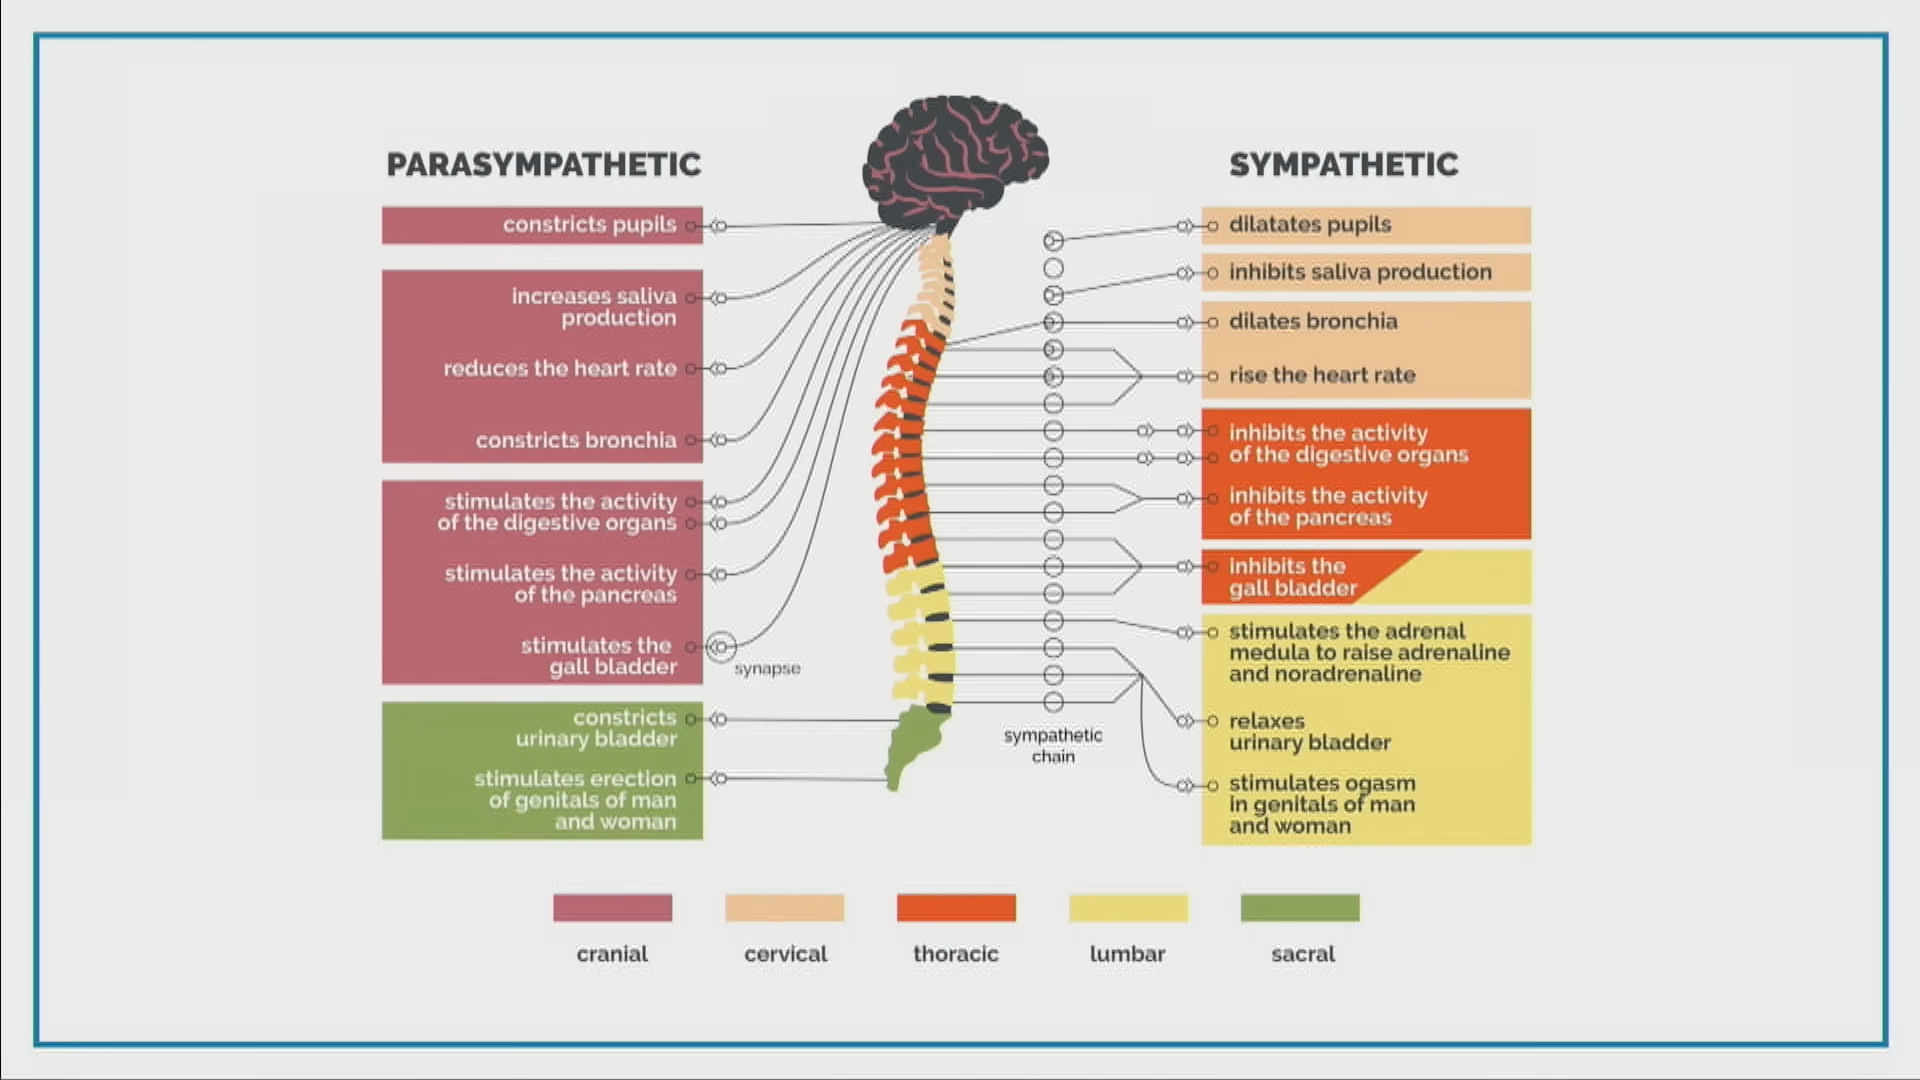 PARASYMPATHETIC
constricts pupils
increases saliva
production
reduces the heart rate
constricts bronchia
stimulates the activity
of the digestive organs
stimulates the activity
of the pancreas
stimulates the
gall bladder
synapse
constricts
urinary bladder
stimulates erection
of genitals of man
and woman
sympathetic
chain
SYMPATHETIC
dilatates pupils
inhibits saliva production
dilates bronchia
rise the heart rate
inhibits the activity
of the digestive organs
inhibits the activity
of the pancreas
inhibits the
gall bladder
stimulates the adrenal
medula to raise adrenaline
and noradrenaline
relaxes
urinary bladder
stimulates ogasm
in genitals of man
and woman
cranial
cervical
thoracic
lumbar
sacral